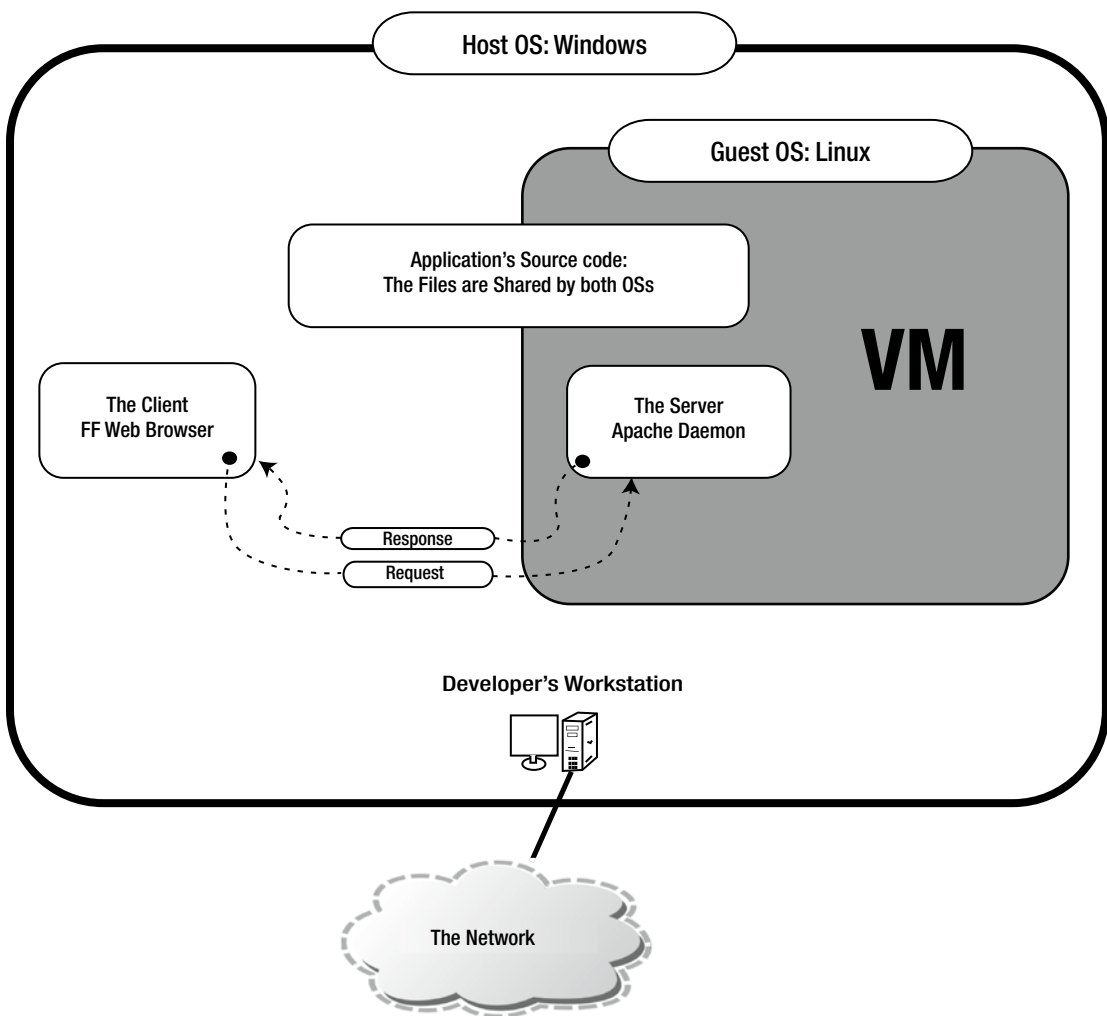 Host OS: Windows
Guest OS: Linux
Application’s Source code:
The Files are Shared by both OSs
VM
The Client
FF Web Browser
The Server
Apache Daemon
Response
Request
Developer’s Workstation
The Network